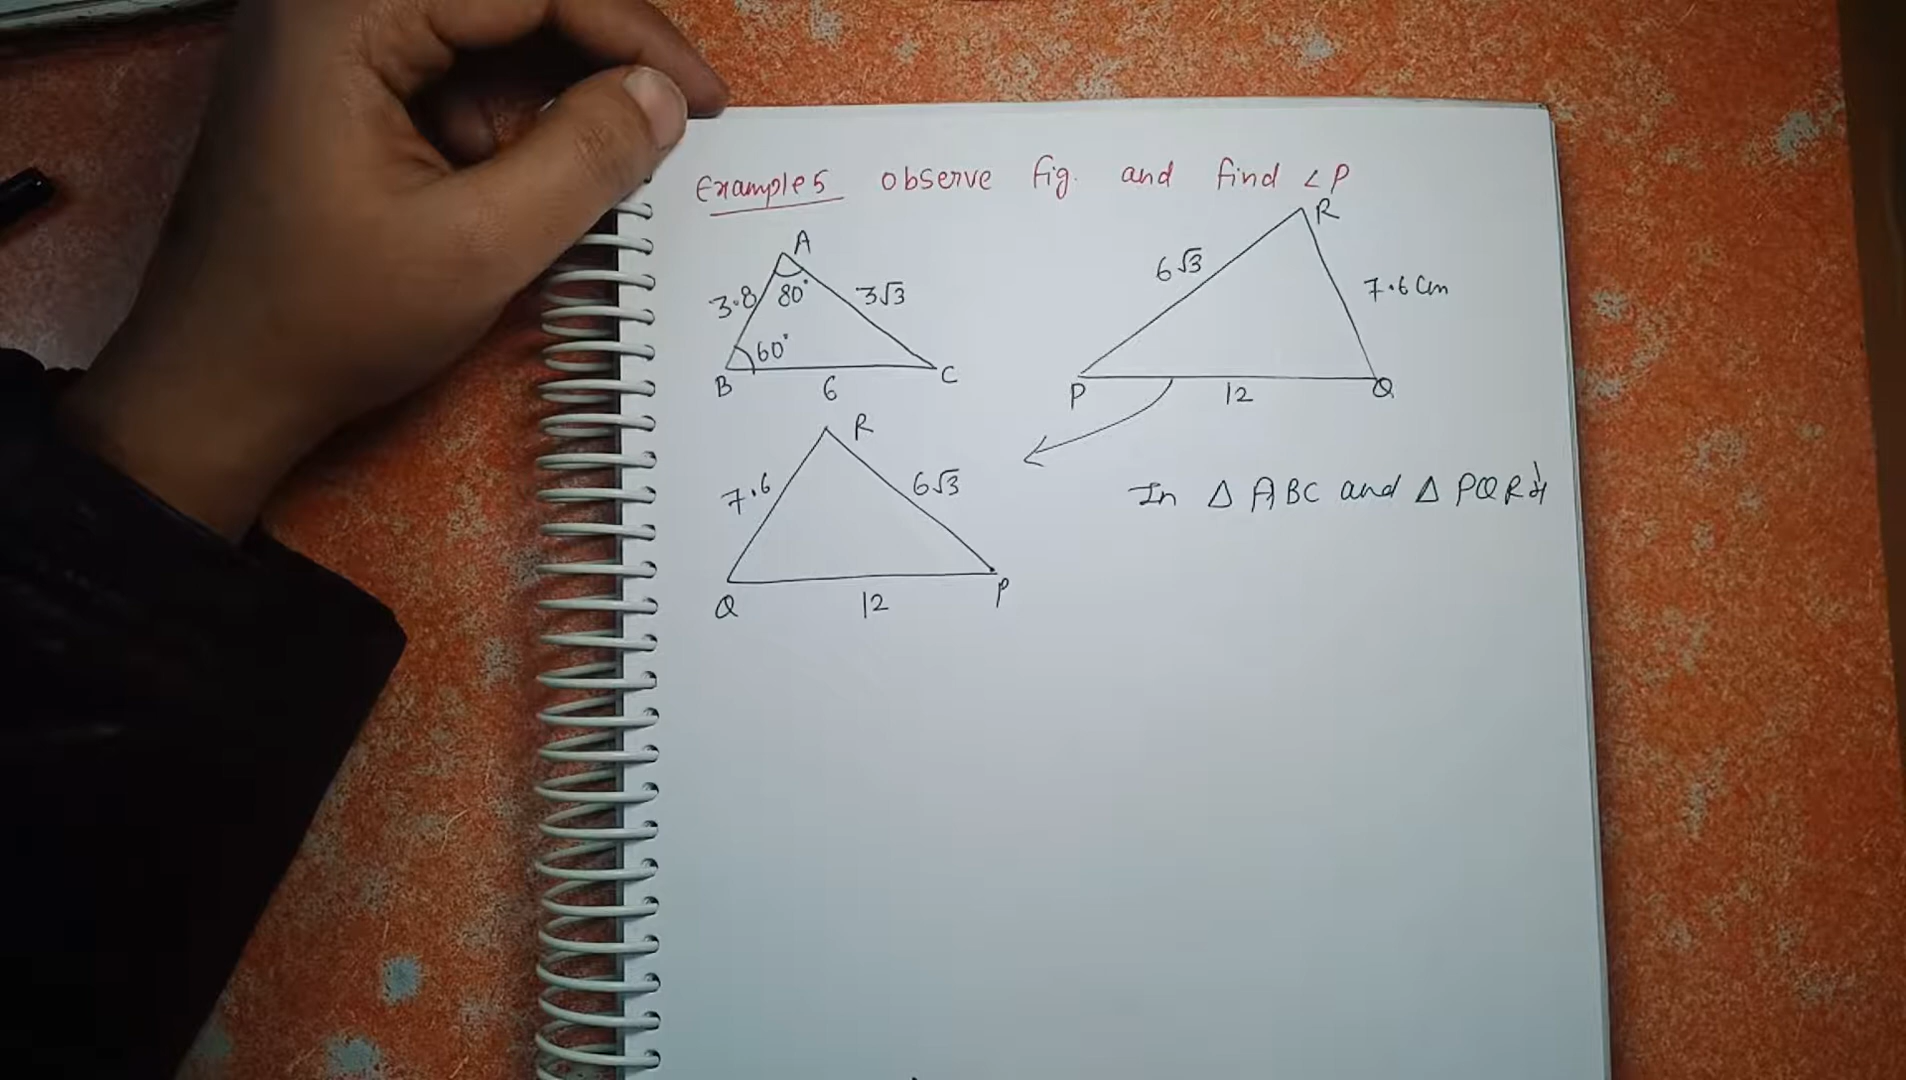 Example 5 observe fig. and find ∠P
A
3.8 80° 3√3
60°
B 6 C
R
6√3 7.6 cm
P 12 Q
R
7.6 6√3
Q 12 P
In △ ABC and △ PQR